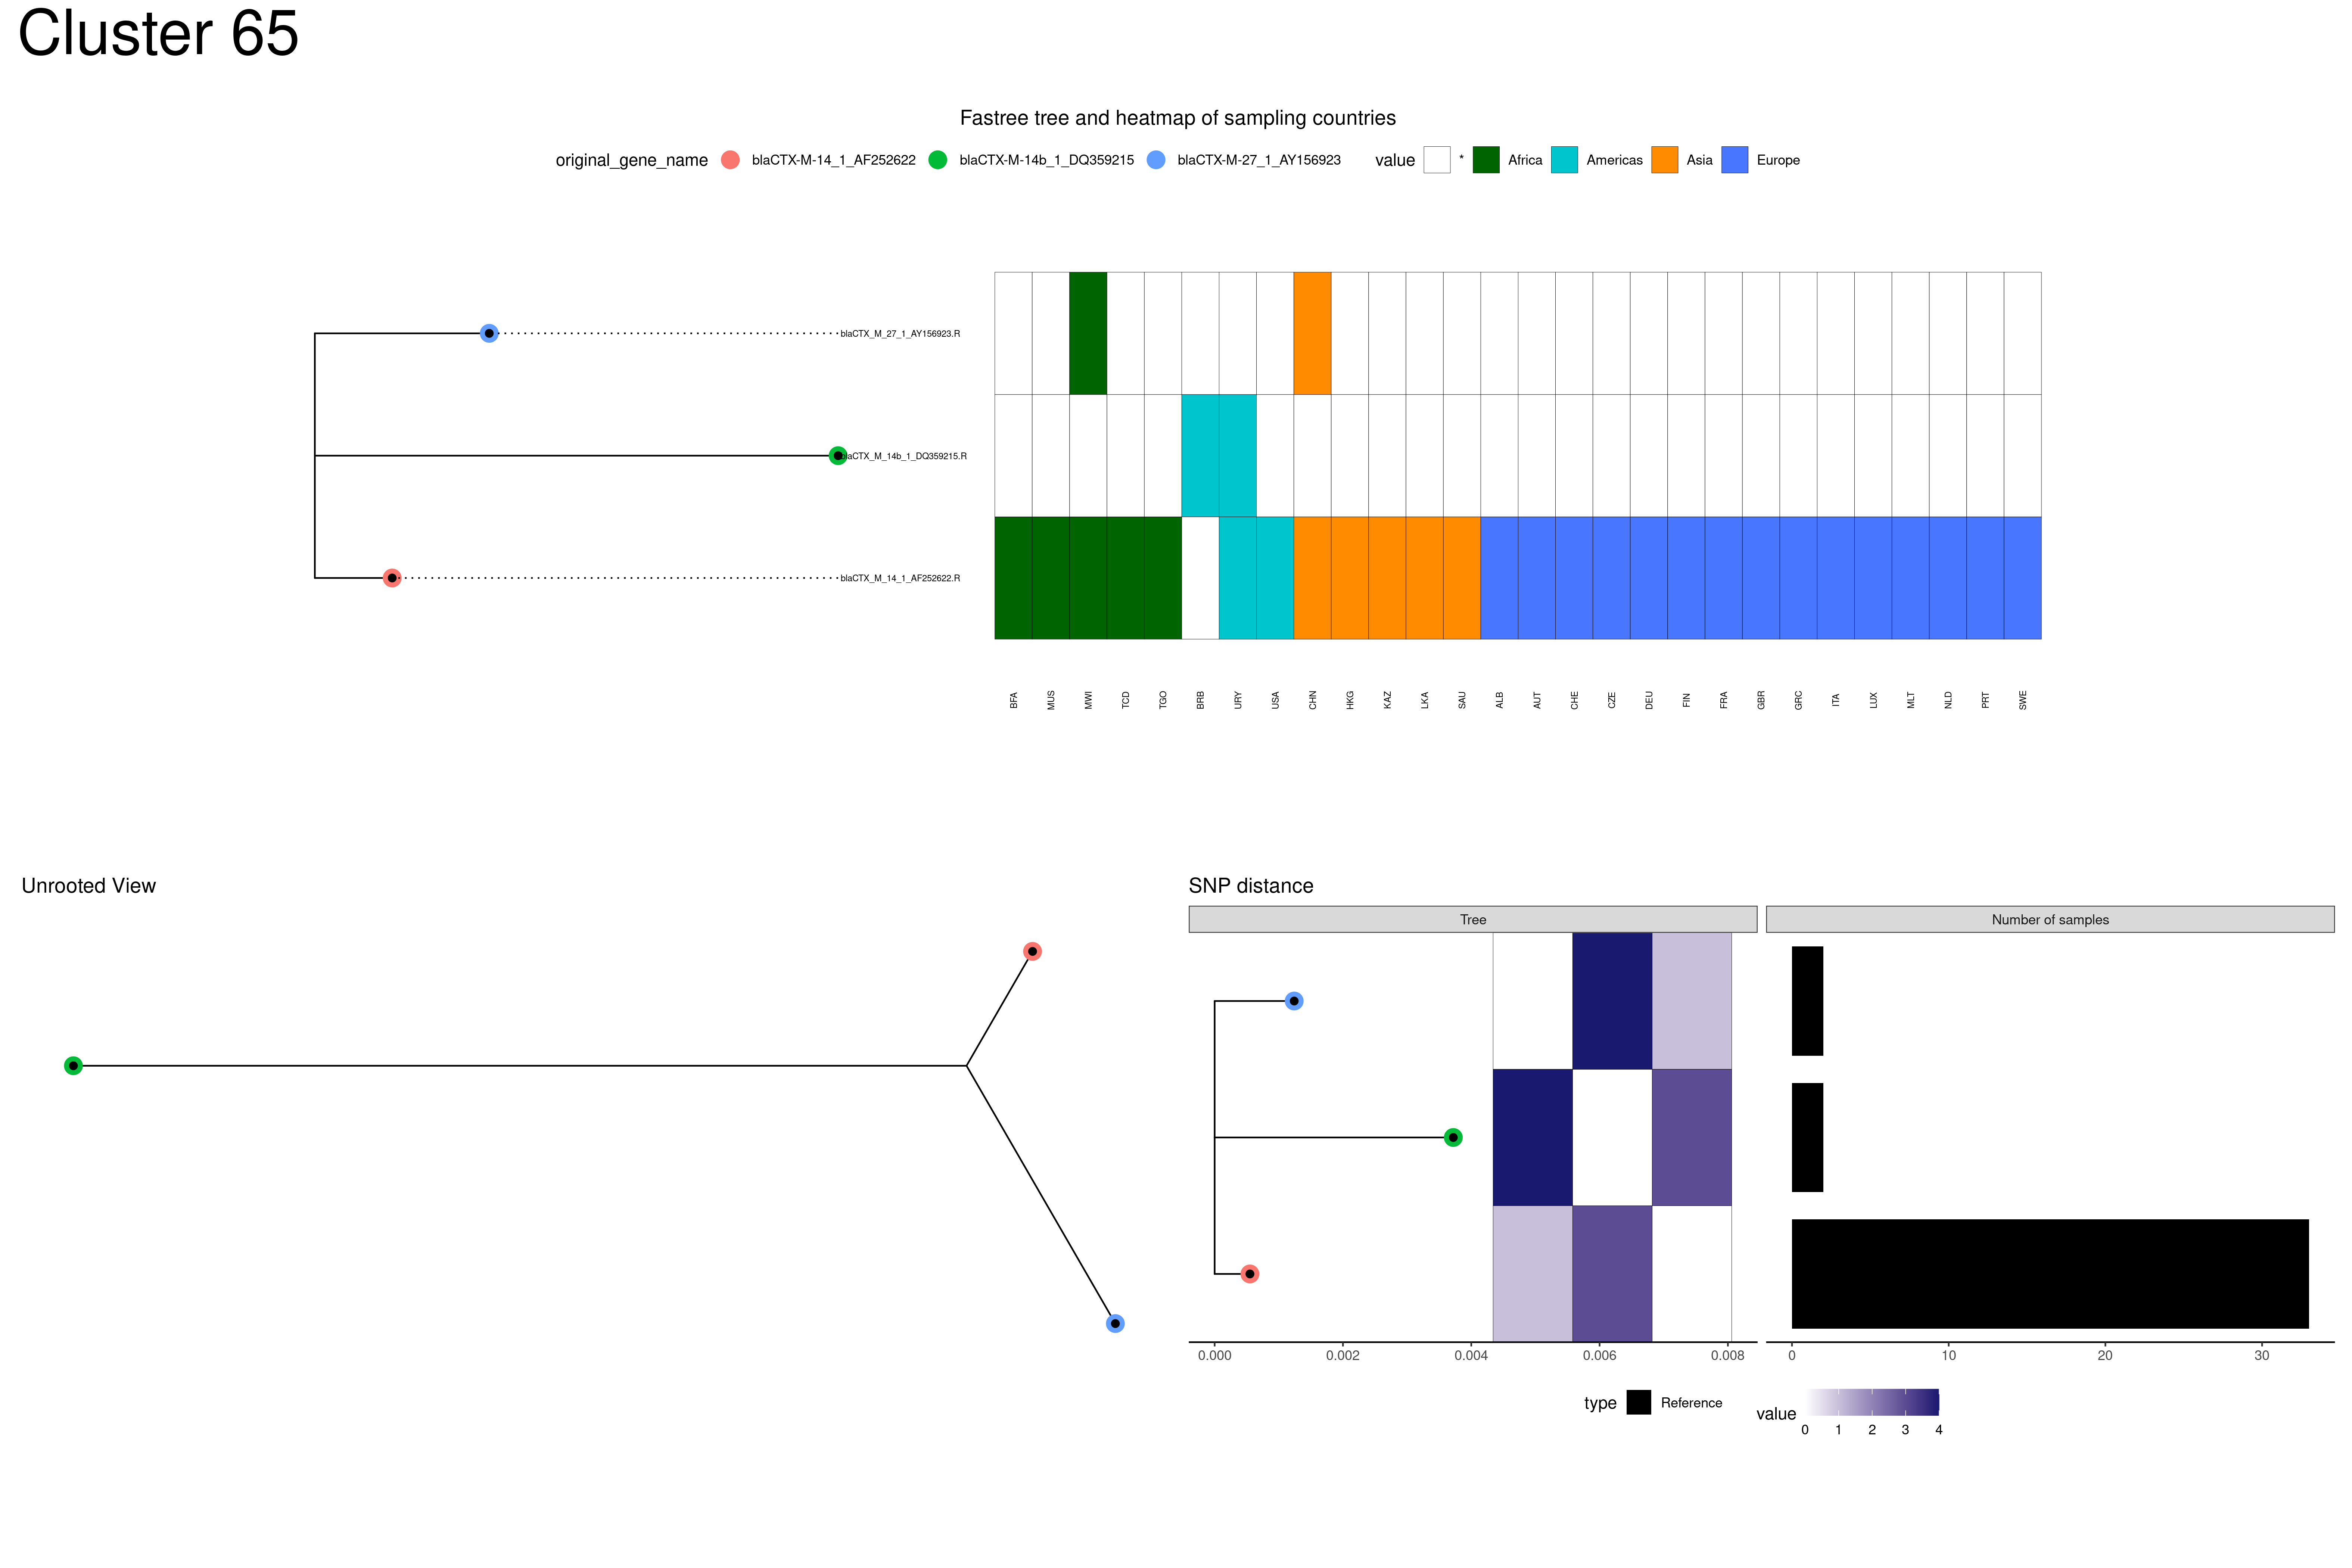 Cluster 65
Fastree tree and heatmap of sampling countries
original_gene_name blaCTX-M-14_1_AF252622 blaCTX-M-14b_1_DQ359215 blaCTX-M-27_1_AY156923 value * Africa Americas Asia Europe
blaCTX_M_27_1_AY156923.R
blaCTX_M_14b_1_DQ359215.R
blaCTX_M_14_1_AF252622.R
BFA MUS MWI TCD TGO BRB URY USA CHN HKG KAZ LKA SAU ALB AUT CHE CZE DEU FIN FRA GBR GRC ITA LUX MLT NLD PRT SWE
Unrooted View
SNP distance
Tree Number of samples
0.000 0.002 0.004 0.006 0.008 0 10 20 30
type Reference value
0 1 2 3 4